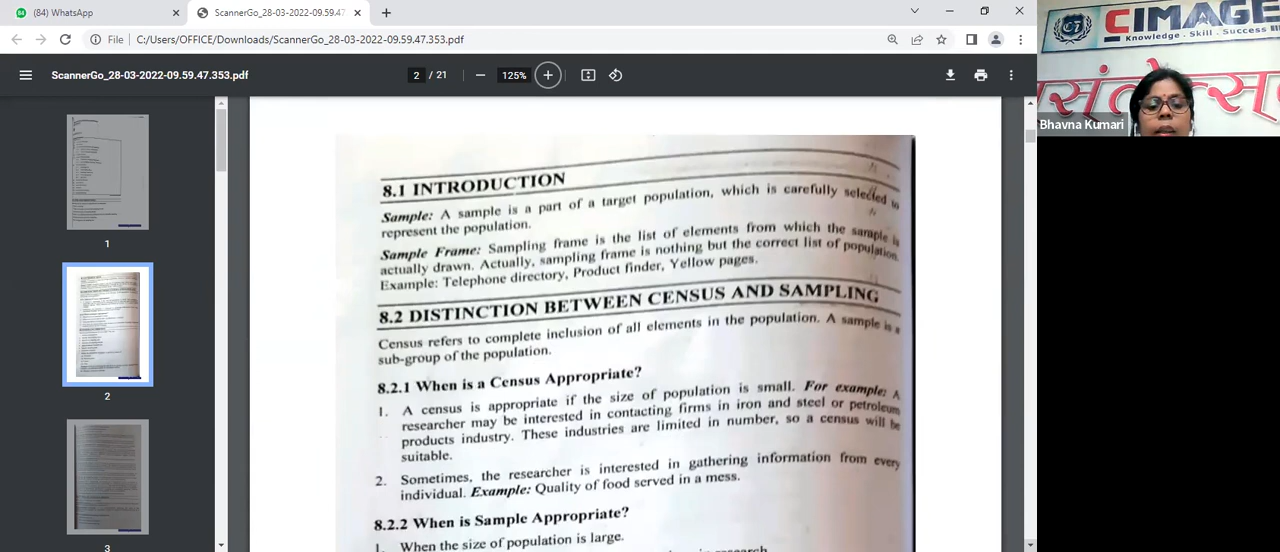 (84) WhatsApp
ScannerGo_28-03-2022-09.59.47
File
C:/Users/OFFICE/Downloads/ScannerGo_28-03-2022-09.59.47.353.pdf
ScannerGo_28-03-2022-09.59.47.353.pdf
2 / 21
125%
1
2
3
8.1 INTRODUCTION
Sample: A sample is a part of a target population, which is carefully selected to
represent the population.
Sample Frame: Sampling frame is the list of elements from which the sample is
actually drawn. Actually, sampling frame is nothing but the correct list of population.
Example: Telephone directory, Product finder, Yellow pages.
8.2 DISTINCTION BETWEEN CENSUS AND SAMPLING
Census refers to complete inclusion of all elements in the population. A sample is a
sub-group of the population.
8.2.1 When is a Census Appropriate?
1. A census is appropriate if the size of population is small. For example: A
researcher may be interested in contacting firms in iron and steel or petroleum
products industry. These industries are limited in number, so a census will be
suitable.
2. Sometimes, the researcher is interested in gathering information from every
individual. Example: Quality of food served in a mess.
8.2.2 When is Sample Appropriate?
1. When the size of population is large.
research
CIMAGE
Knowledge . Skill . Success
Bhavna Kumari